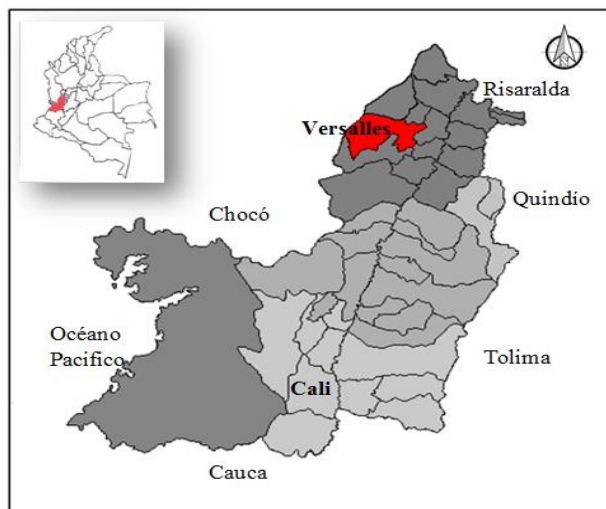 Risaralda
Versalles
Quindío
Chocó
Océano
Pacifico
Tolima
Cali
Cauca